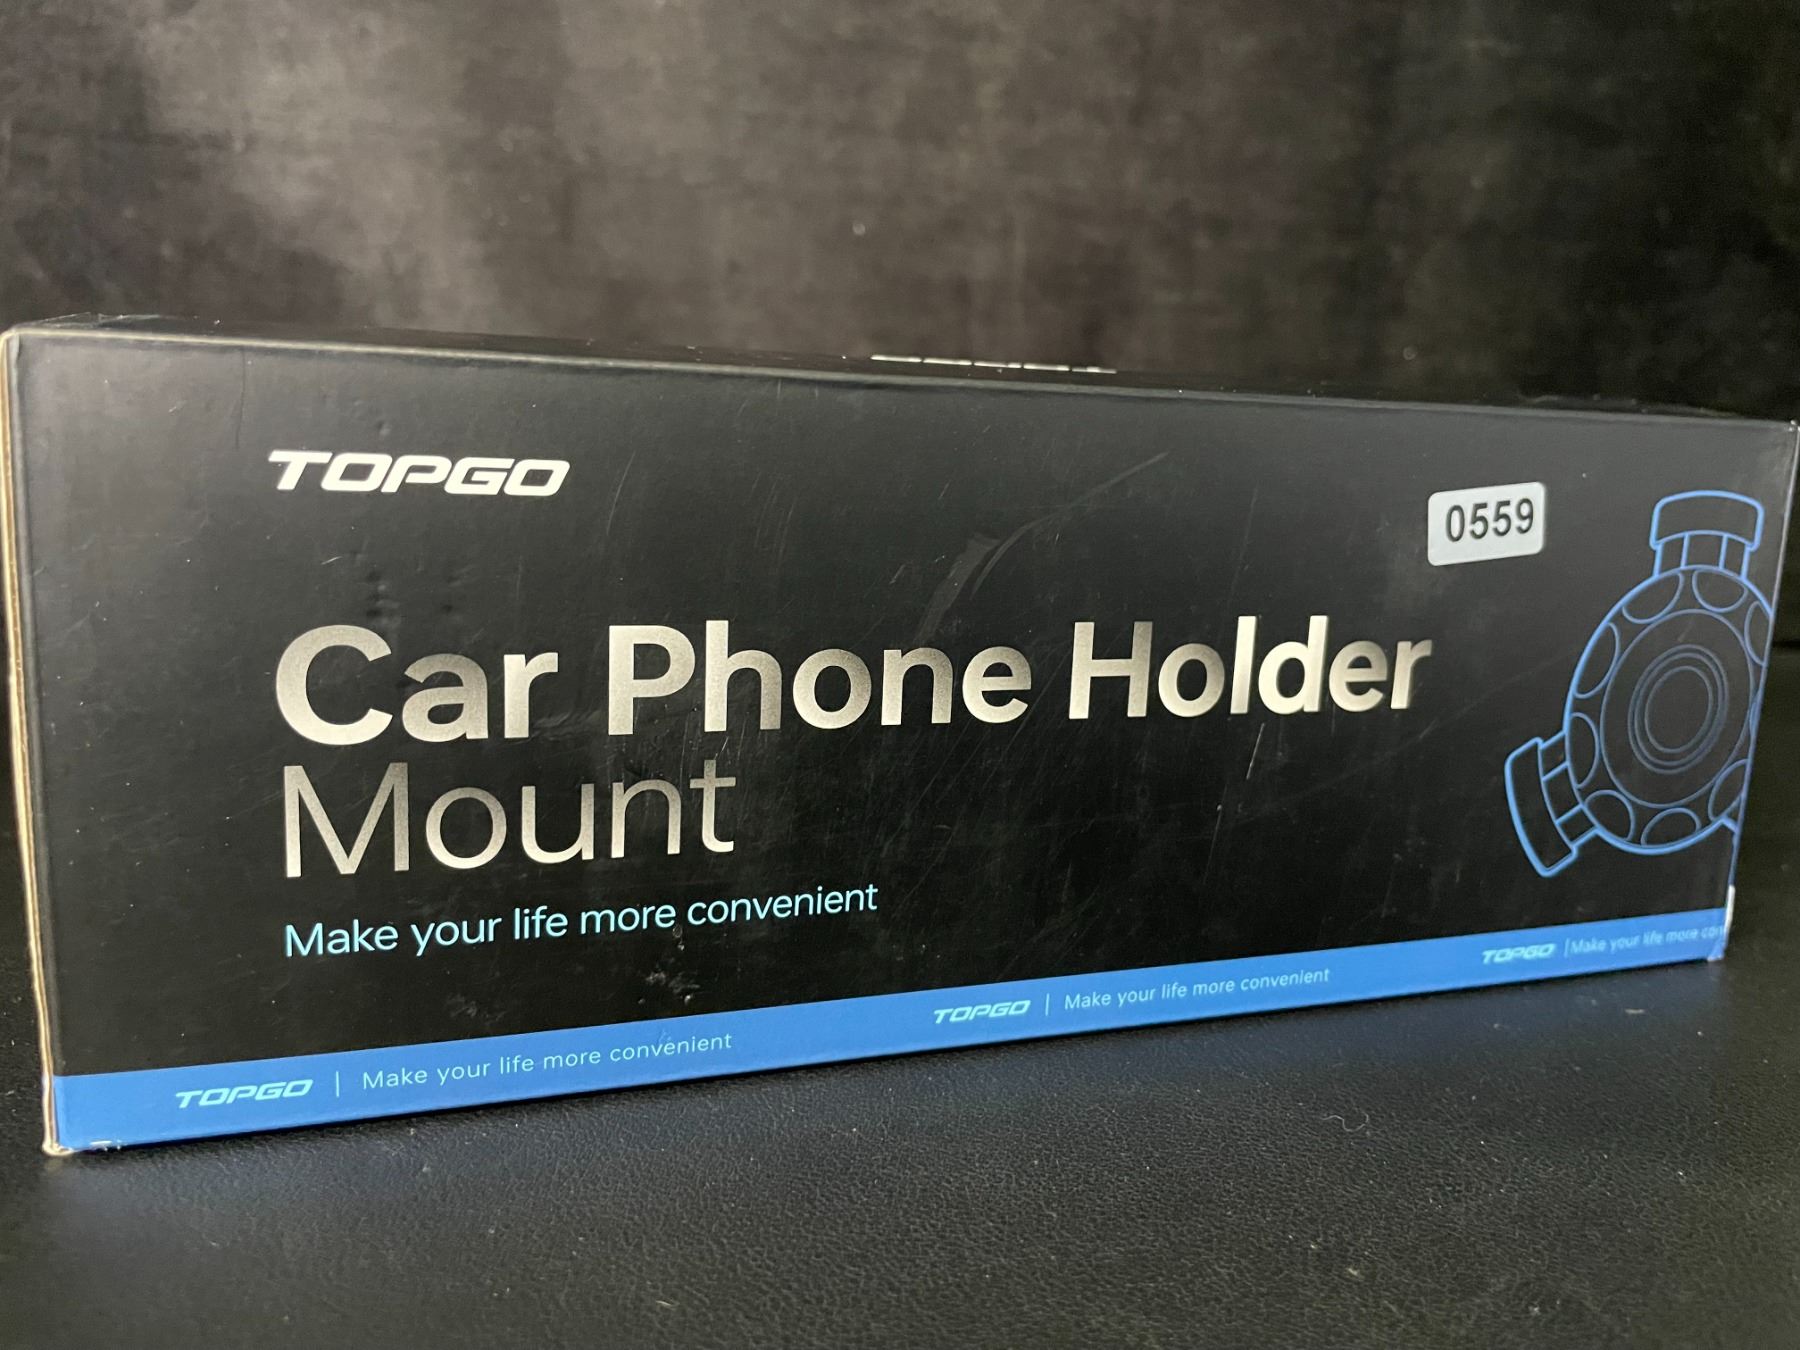 TOPGO
0559
Car Phone Holder
Mount
Make your life more convenient
TOPGO | Make your life more convenient
TOPGO | Make your life more convenient
TOPGO | Make your life more con